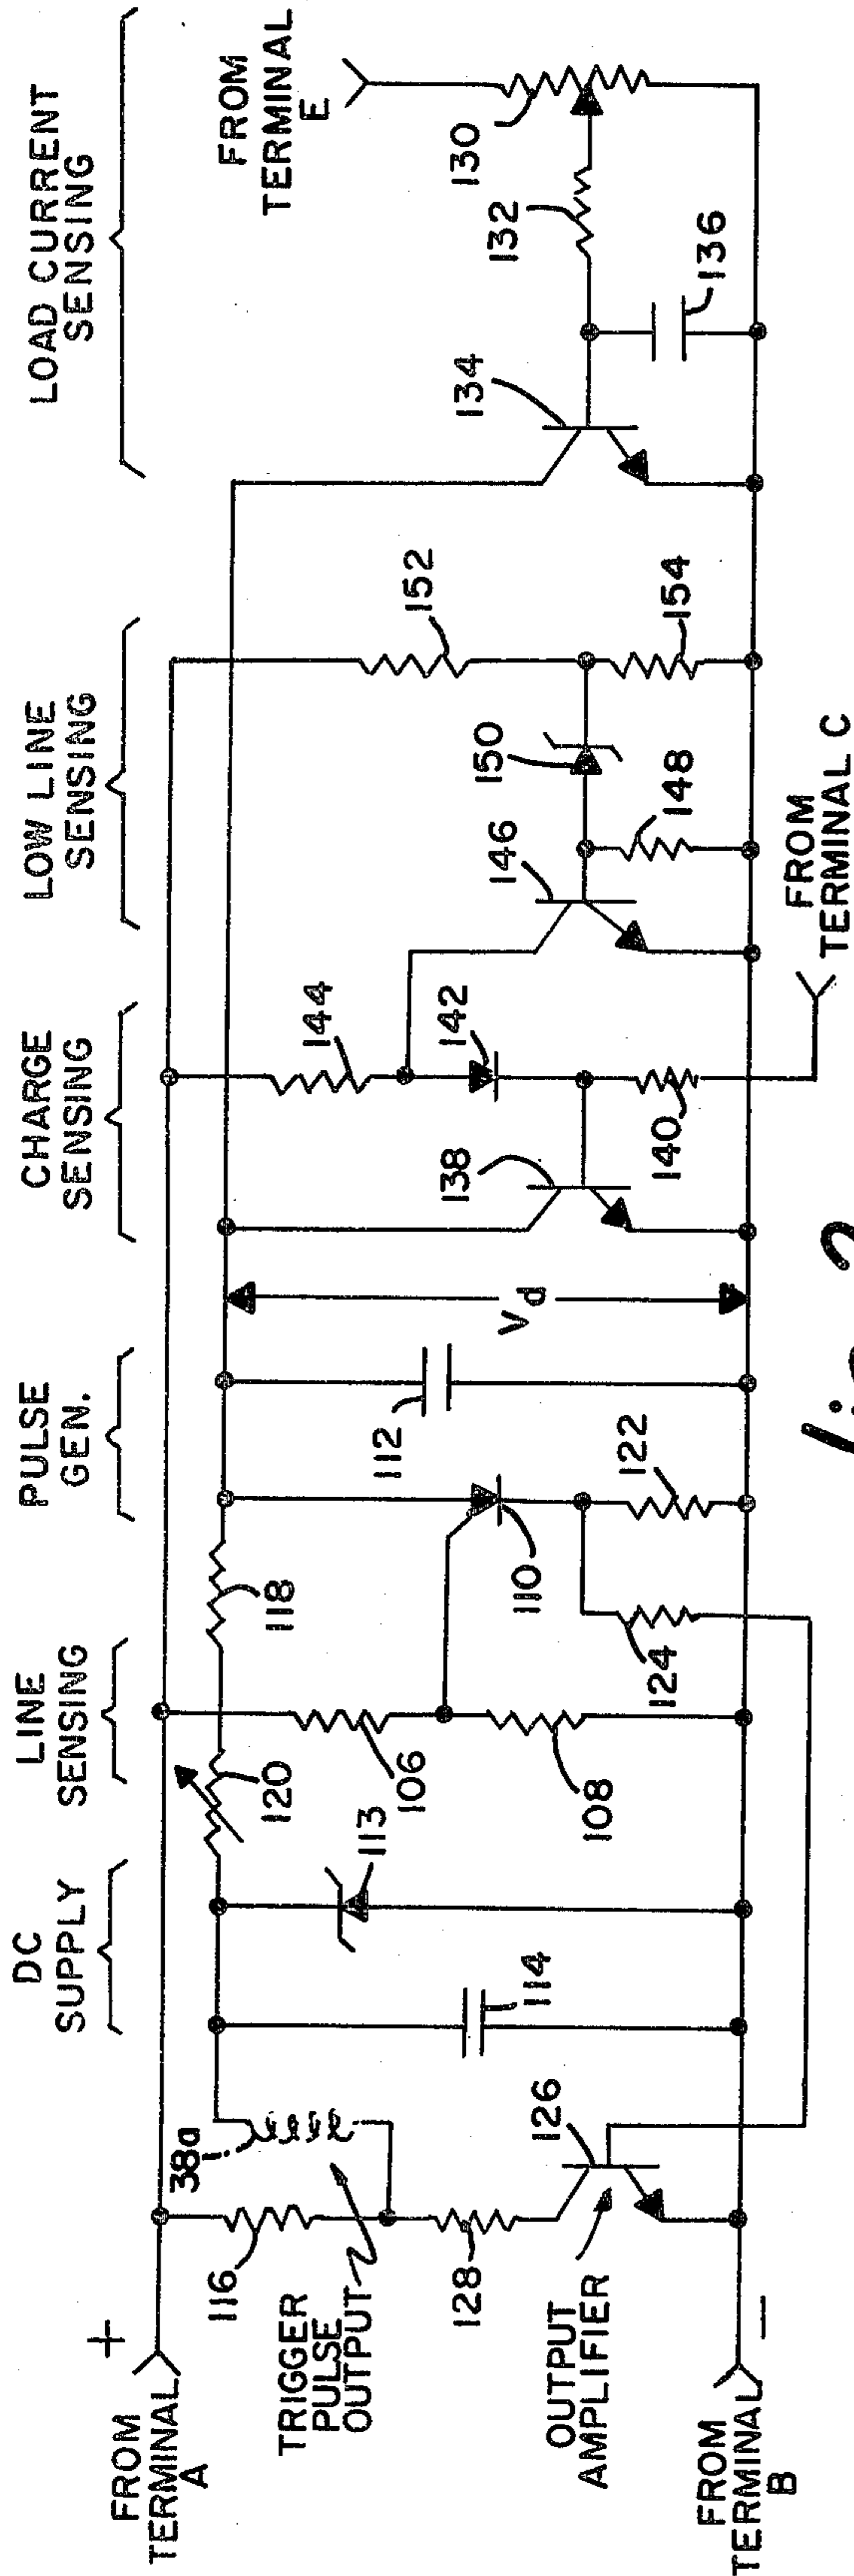 LOAD CURRENT
SENSING
LOW LINE
SENSING
CHARGE
SENSING
PULSE
GEN.
LINE
SENSING
DC
SUPPLY
FROM
TERMINAL
A
+
116
TRIGGER
PULSE
OUTPUT
38a
128
OUTPUT
AMPLIFIER
126
FROM
TERMINAL
B
−
114
113
120
106
108
118
110
124
122
112
Vd
138
144
142
140
FROM
TERMINAL C
146
150
148
152
154
134
132
136
130
FROM
TERMINAL
E